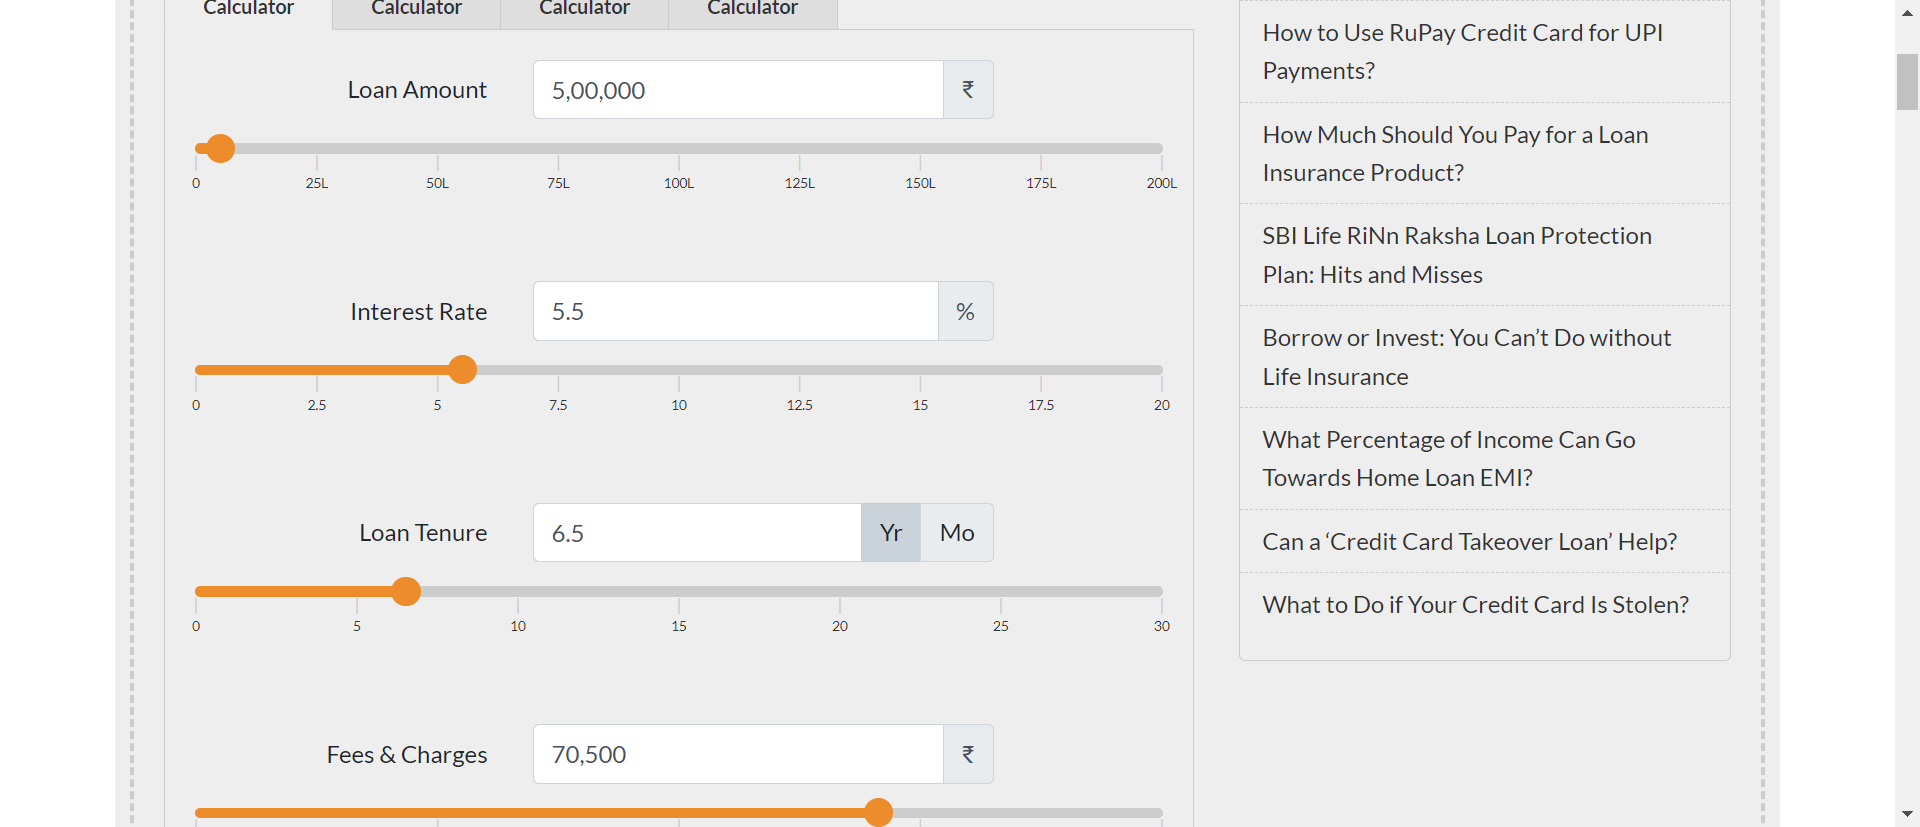 Calculator Calculator Calculator Calculator
Loan Amount 5,00,000 ₹
0 25L 50L 75L 100L 125L 150L 175L 200L
Interest Rate 5.5 %
0 2.5 5 7.5 10 12.5 15 17.5 20
Loan Tenure 6.5 Yr Mo
0 5 10 15 20 25 30
Fees & Charges 70,500 ₹
How to Use RuPay Credit Card for UPI
Payments?
How Much Should You Pay for a Loan
Insurance Product?
SBI Life RiNn Raksha Loan Protection
Plan: Hits and Misses
Borrow or Invest: You Can’t Do without
Life Insurance
What Percentage of Income Can Go
Towards Home Loan EMI?
Can a ‘Credit Card Takeover Loan’ Help?
What to Do if Your Credit Card Is Stolen?